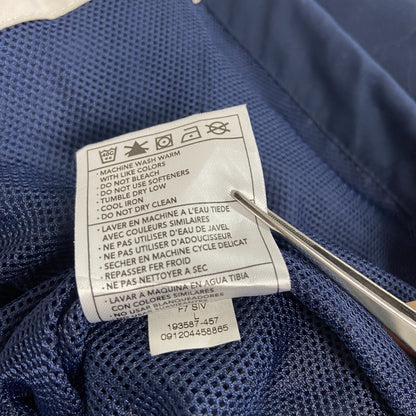 • MACHINE WASH WARM
WITH LIKE COLORS
• DO NOT BLEACH
• DO NOT USE SOFTENERS
• TUMBLE DRY LOW
• COOL IRON
• DO NOT DRY CLEAN
• LAVER EN MACHINE A L'EAU TIEDE
AVEC COULEURS SIMILAIRES
• NE PAS UTILISER D'EAU DE JAVEL
• NE PAS UTILISER D'ADOUCISSEUR
• SECHER EN MACHINE CYCLE DELICAT
• REPASSER FER FROID
• NE PAS NETTOYER A SEC
• LAVAR A MAQUINA EN AGUA TIBIA
CON COLORES SIMILARES
• NO USAR BLANQUEADORES
F7 SIV
L
193587-457
091204458865